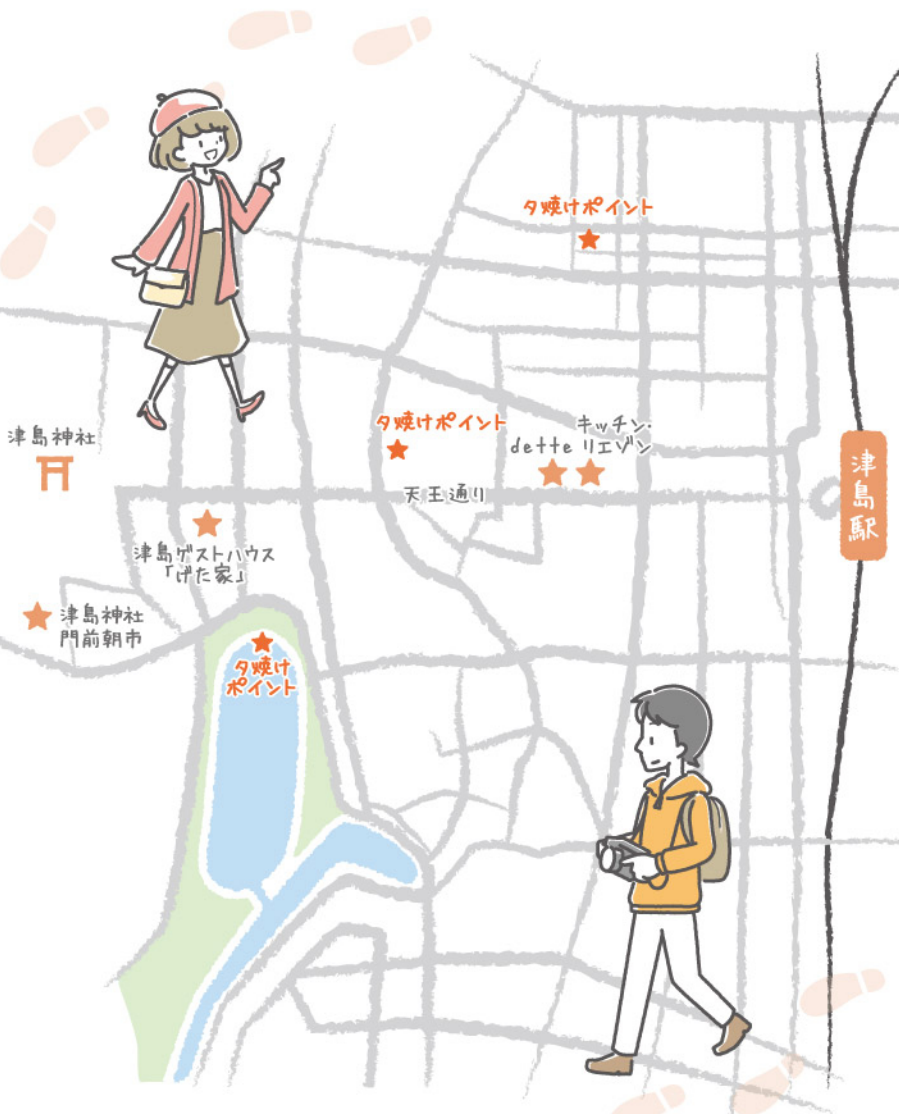 夕焼けポイント
夕焼けポイント
キッチン・
dette リエゾン
津島神社
天王通り
津島駅
津島ゲストハウス
「げた家」
津島神社
門前朝市
夕焼け
ポイント